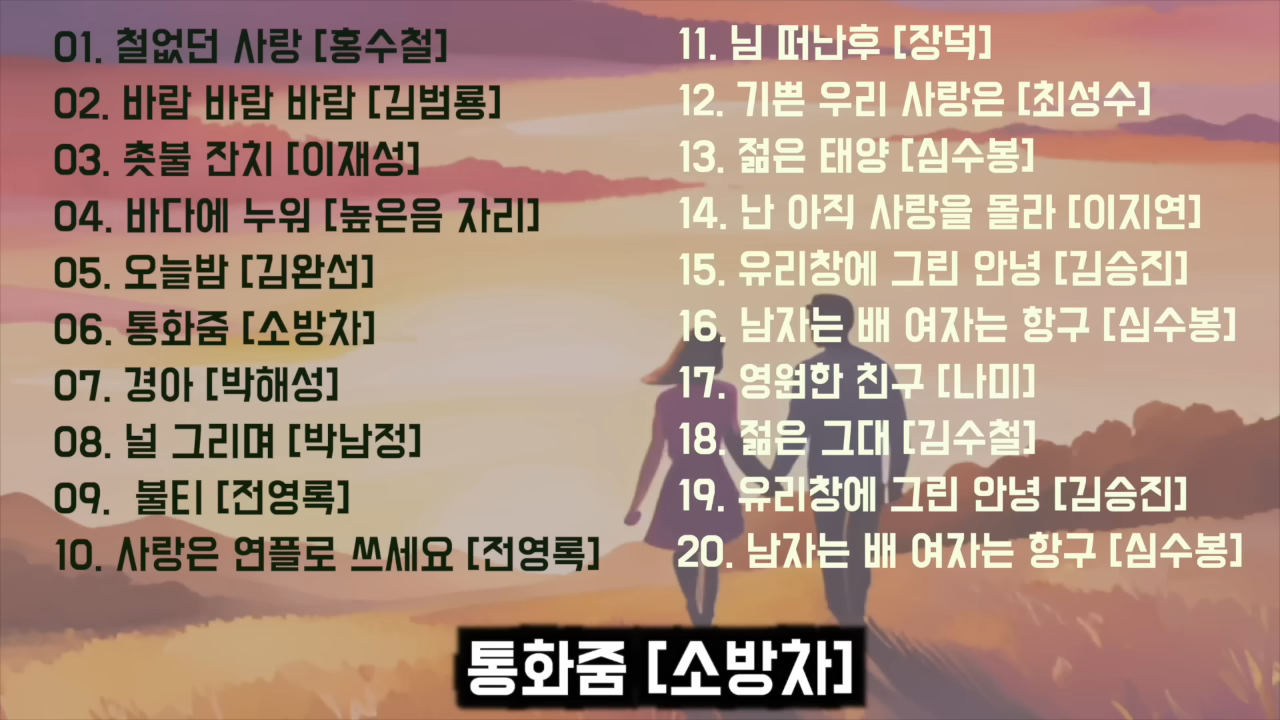 01. 철없던 사랑 [홍수철]
02. 바람 바람 바람 [김범룡]
03. 촛불 잔치 [이재성]
04. 바다에 누워 [높은음 자리]
05. 오늘밤 [김완선]
06. 통화줌 [소방차]
07. 경아 [박해성]
08. 널 그리며 [박남정]
09. 불티 [전영록]
10. 사랑은 연플로 쓰세요 [전영록]
11. 님 떠난후 [장덕]
12. 기쁜 우리 사랑은 [최성수]
13. 젊은 태양 [심수봉]
14. 난 아직 사랑을 몰라 [이지연]
15. 유리창에 그린 안녕 [김승진]
16. 남자는 배 여자는 항구 [심수봉]
17. 영원한 친구 [나미]
18. 젊은 그대 [김수철]
19. 유리창에 그린 안녕 [김승진]
20. 남자는 배 여자는 항구 [심수봉]
통화줌 [소방차]